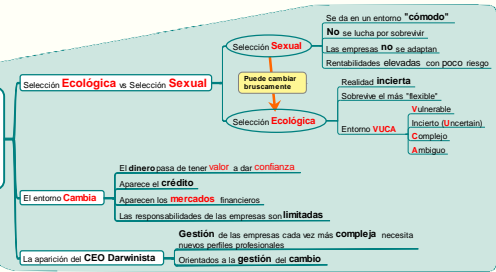 Se da en un entorno "cómodo"
No se lucha por sobrevivir
Las empresas no se adaptan
Rentabilidades elevadas con poco riesgo
Selección Sexual
Selección Ecológica vs Selección Sexual
Puede cambiar
bruscamente
Selección Ecológica
Realidad incierta
Sobrevive el más "flexible"
Entorno VUCA
Vulnerable
Incierto (Uncertain)
Complejo
Ambiguo
El entorno Cambia
El dinero pasa de tener valor a dar confianza
Aparece el crédito
Aparecen los mercados financieros
Las responsabilidades de las empresas son limitadas
La aparición del CEO Darwinista
Gestión de las empresas cada vez más compleja necesita
nuevos perfiles profesionales
Orientados a la gestión del cambio